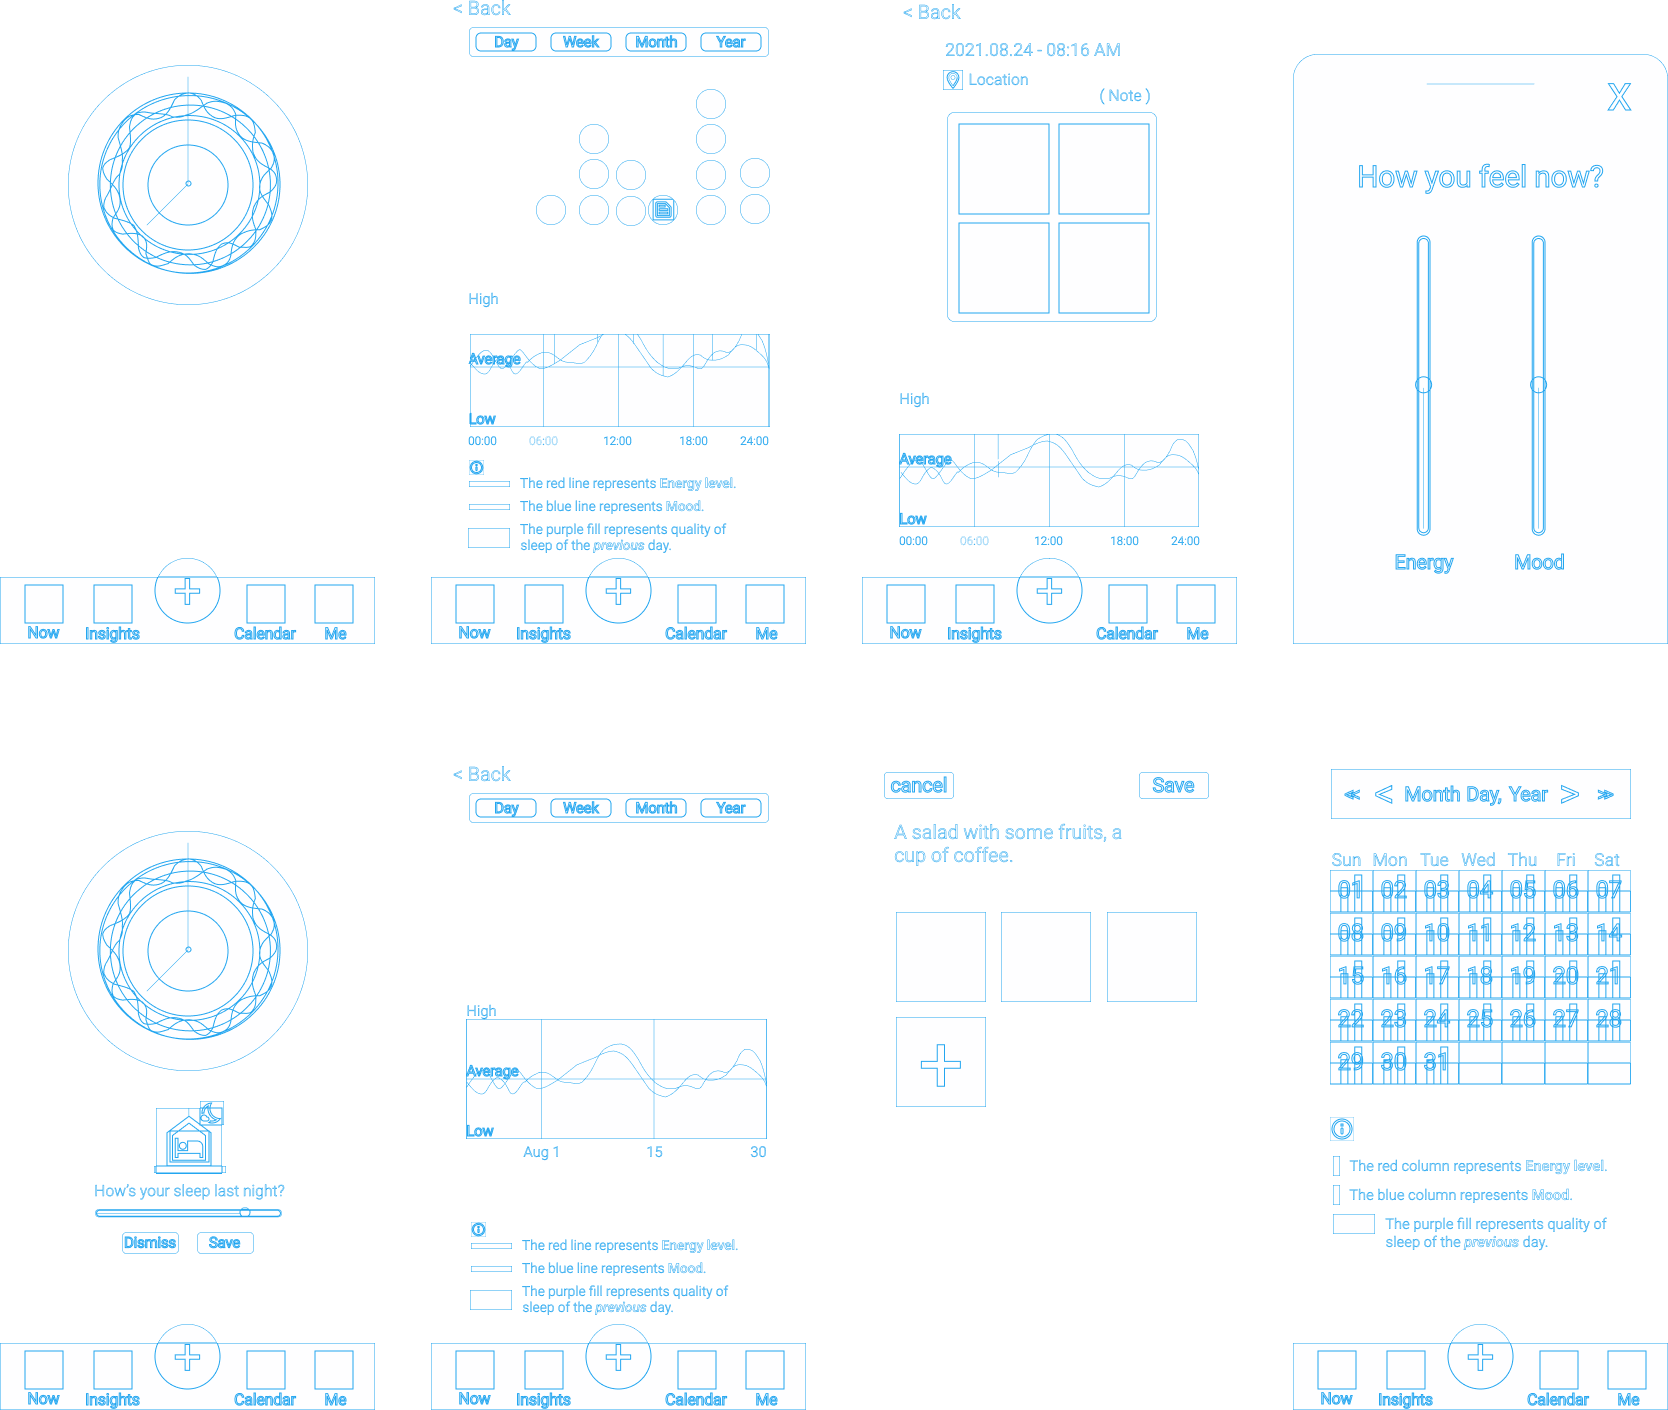 Now
Insights
Calendar
Me
< Back
Day
Week
Month
Year
High
Average
Low
00:00
06:00
12:00
18:00
24:00
The red line represents Energy level.
The blue line represents Mood.
The purple fill represents quality of
sleep of the previous day.
Now
Insights
Calendar
Me
< Back
2021.08.24 - 08:16 AM
Location
( Note )
High
Average
Low
00:00
06:00
12:00
18:00
24:00
Now
Insights
Calendar
Me
X
How you feel now?
Energy
Mood
How's your sleep last night?
Dismiss
Save
Now
Insights
Calendar
Me
< Back
Day
Week
Month
Year
High
Average
Low
Aug 1
15
30
The red line represents Energy level.
The blue line represents Mood.
The purple fill represents quality of
sleep of the previous day.
Now
Insights
Calendar
Me
cancel
Save
A salad with some fruits, a
cup of coffee.
≪ < Month Day, Year > ≫
Sun Mon Tue Wed Thu Fri Sat
01 02 03 04 05 06 07
08 09 10 11 12 13 14
15 16 17 18 19 20 21
22 23 24 25 26 27 28
29 30 31
The red column represents Energy level.
The blue column represents Mood.
The purple fill represents quality of
sleep of the previous day.
Now
Insights
Calendar
Me